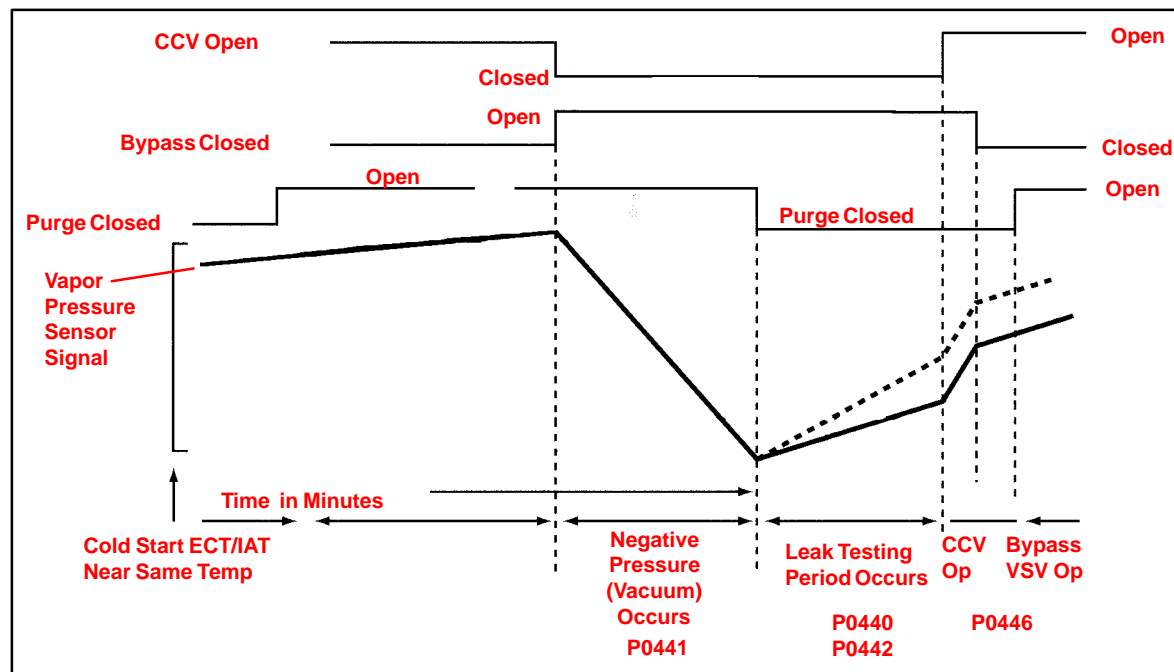 CCV Open
Open
Closed
Open
Bypass Closed
Closed
Open
Open
Purge Closed
Purge Closed
Vapor
Pressure
Sensor
Signal
Time in Minutes
Cold Start ECT/IAT
Near Same Temp
Negative
Pressure
(Vacuum)
Occurs
P0441
Leak Testing
Period Occurs
P0440
P0442
CCV
Op
Bypass
VSV Op
P0446